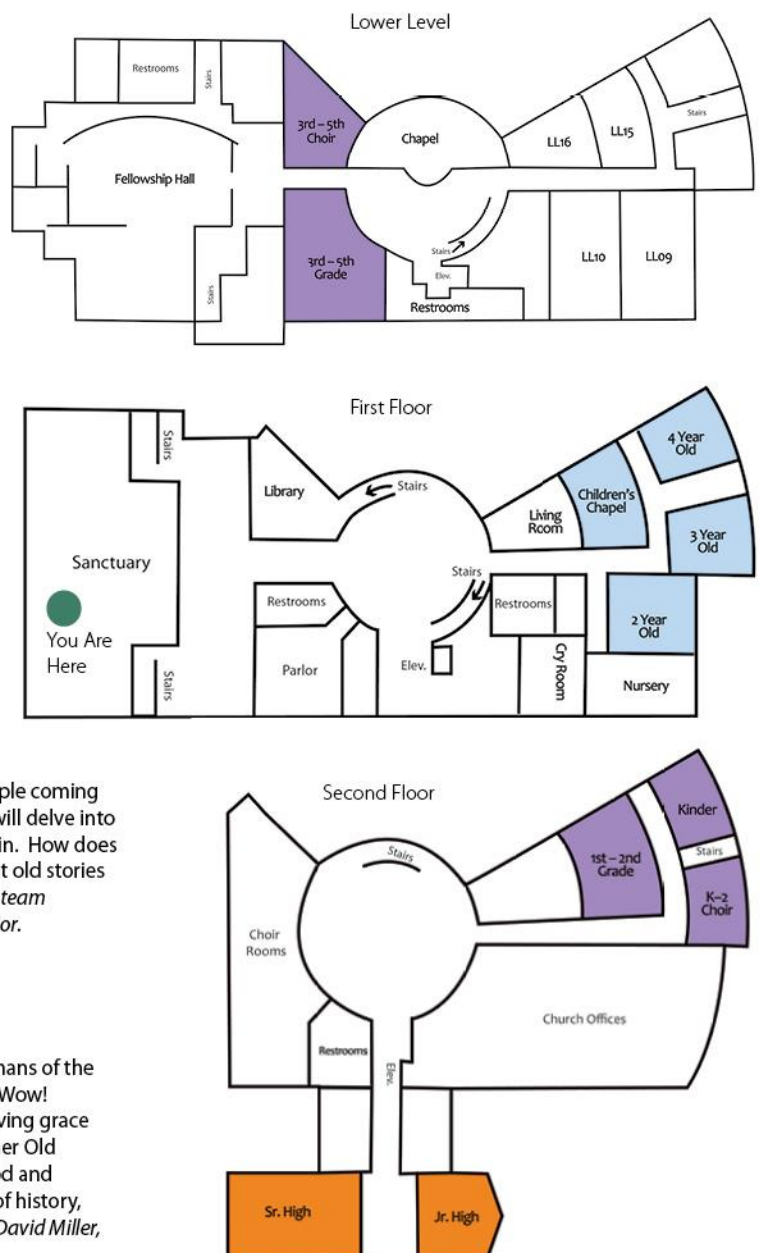 Lower Level
Restrooms
Stairs
3rd – 5th
Choir
Chapel
LL16
LL15
Stairs
Fellowship Hall
3rd – 5th
Grade
Stairs
Stairs
Elev.
Restrooms
LL10
LL09
First Floor
Stairs
Library
Stairs
4 Year
Old
Children's
Chapel
Living
Room
3 Year
Old
Sanctuary
You Are
Here
Stairs
Restrooms
Parlor
Stairs
Elev.
Restrooms
Cry Room
2 Year
Old
Nursery
ple coming
will delve into
in. How does
t old stories
team
or.
Second Floor
Stairs
Kinder
Stairs
1st – 2nd
Grade
K–2
Choir
Choir
Rooms
Church Offices
Restrooms
Elev.
mans of the
Wow!
ving grace
er Old
od and
of history,
David Miller,
Sr. High
Jr. High